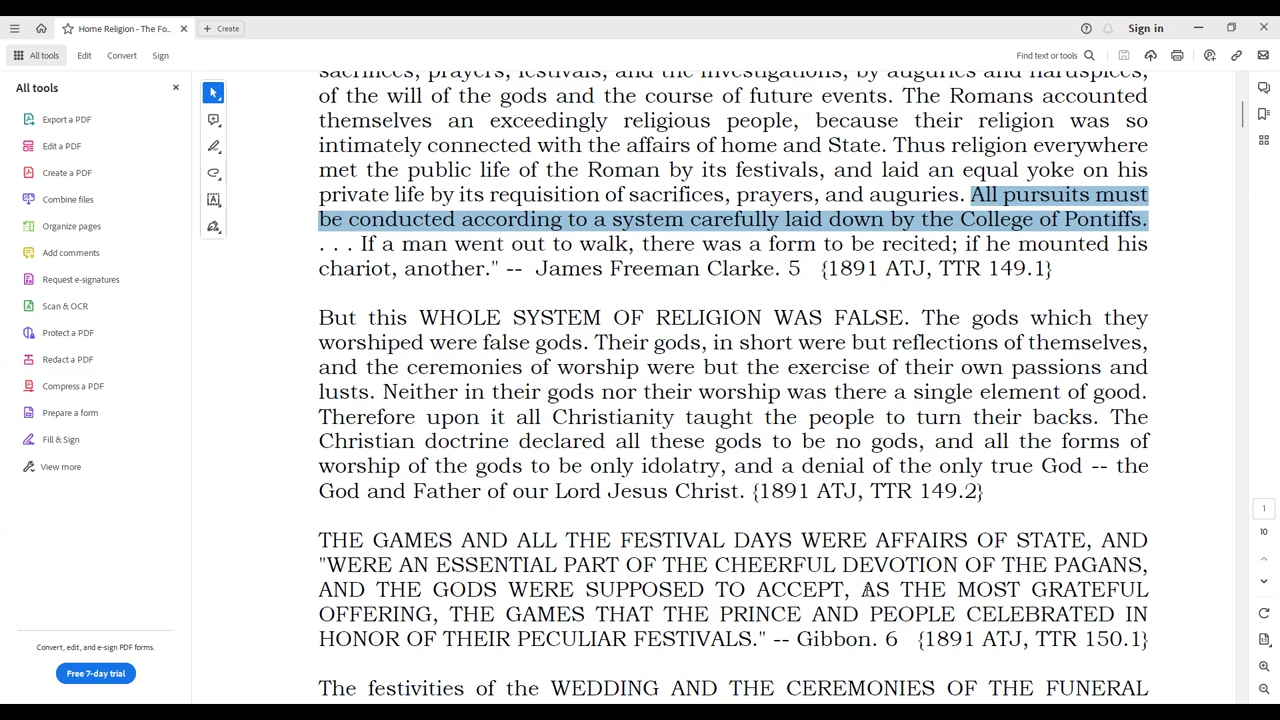 Home Religion - The Fo...
Create
Sign in
All tools
Edit
Convert
Sign
Find text or tools
All tools
Export a PDF
Edit a PDF
Create a PDF
Combine files
Organize pages
Add comments
Request e-signatures
Scan & OCR
Protect a PDF
Redact a PDF
Compress a PDF
Prepare a form
Fill & Sign
View more
Convert, edit, and e-sign PDF forms.
Free 7-day trial
sacrifices, prayers, festivals, and the investigations, by auguries and haruspices,
of the will of the gods and the course of future events. The Romans accounted
themselves an exceedingly religious people, because their religion was so
intimately connected with the affairs of home and State. Thus religion everywhere
met the public life of the Roman by its festivals, and laid an equal yoke on his
private life by its requisition of sacrifices, prayers, and auguries. All pursuits must
be conducted according to a system carefully laid down by the College of Pontiffs.
. . . If a man went out to walk, there was a form to be recited; if he mounted his
chariot, another." -- James Freeman Clarke. 5 {1891 ATJ, TTR 149.1}
But this WHOLE SYSTEM OF RELIGION WAS FALSE. The gods which they
worshiped were false gods. Their gods, in short were but reflections of themselves,
and the ceremonies of worship were but the exercise of their own passions and
lusts. Neither in their gods nor their worship was there a single element of good.
Therefore upon it all Christianity taught the people to turn their backs. The
Christian doctrine declared all these gods to be no gods, and all the forms of
worship of the gods to be only idolatry, and a denial of the only true God -- the
God and Father of our Lord Jesus Christ. {1891 ATJ, TTR 149.2}
THE GAMES AND ALL THE FESTIVAL DAYS WERE AFFAIRS OF STATE, AND
"WERE AN ESSENTIAL PART OF THE CHEERFUL DEVOTION OF THE PAGANS,
AND THE GODS WERE SUPPOSED TO ACCEPT, AS THE MOST GRATEFUL
OFFERING, THE GAMES THAT THE PRINCE AND PEOPLE CELEBRATED IN
HONOR OF THEIR PECULIAR FESTIVALS." -- Gibbon. 6 {1891 ATJ, TTR 150.1}
The festivities of the WEDDING AND THE CEREMONIES OF THE FUNERAL
1
10